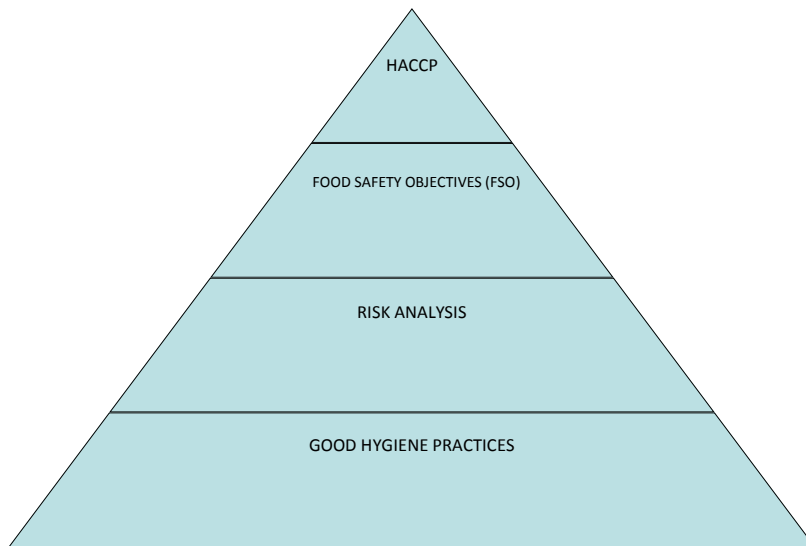 HACCP
FOOD SAFETY OBJECTIVES (FSO)
RISK ANALYSIS
GOOD HYGIENE PRACTICES